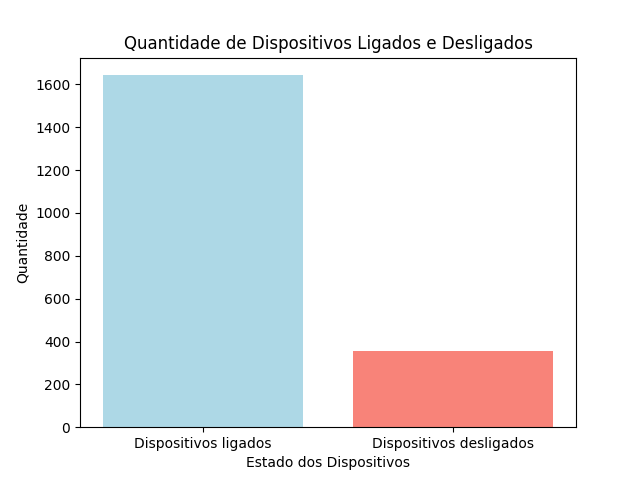 Quantidade de Dispositivos Ligados e Desligados
1600
1400
1200
1000
800
600
400
200
0
Quantidade
Dispositivos ligados
Dispositivos desligados
Estado dos Dispositivos